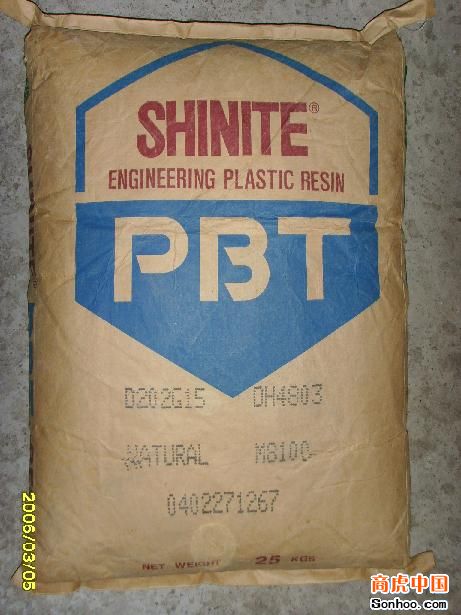 SHINITE®
ENGINEERING PLASTIC RESIN
PBT
D202G15 DH4803
NATURAL M8100
0402271267
NET WEIGHT 25 KGS
2006/03/05
商虎中国
Sonhoo.com